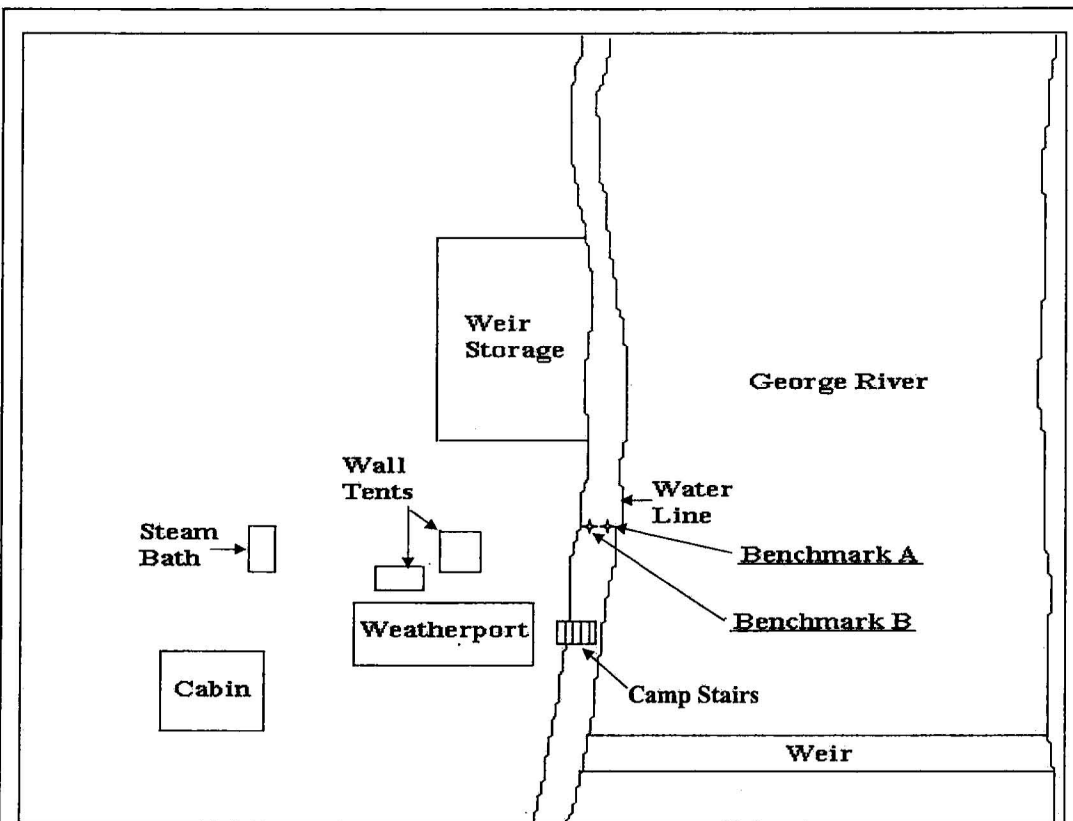 Weir
Storage
George River
Wall
Tents
Water
Line
Steam
Bath
Benchmark A
Benchmark B
Weatherport
Cabin
Camp Stairs
Weir